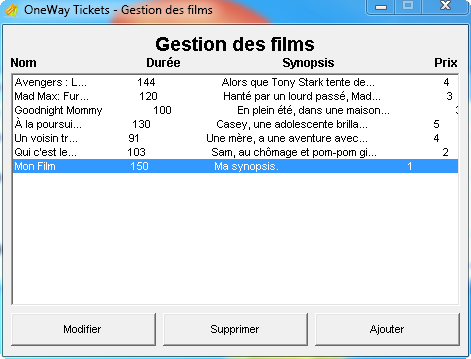 OneWay Tickets - Gestion des films
Gestion des films
Nom Durée Synopsis Prix
Avengers : L... 144 Alors que Tony Stark tente de... 4
Mad Max: Fur... 120 Hanté par un lourd passé, Mad... 3
Goodnight Mommy 100 En plein été, dans une maison...
À la poursui... 130 Casey, une adolescente brilla... 5
Un voisin tr... 91 Une mère, a une aventure avec... 4
Qui c'est le... 103 Sam, au chômage et pom-pom gi... 2
Mon Film 150 Ma synopsis. 1
Modifier Supprimer Ajouter